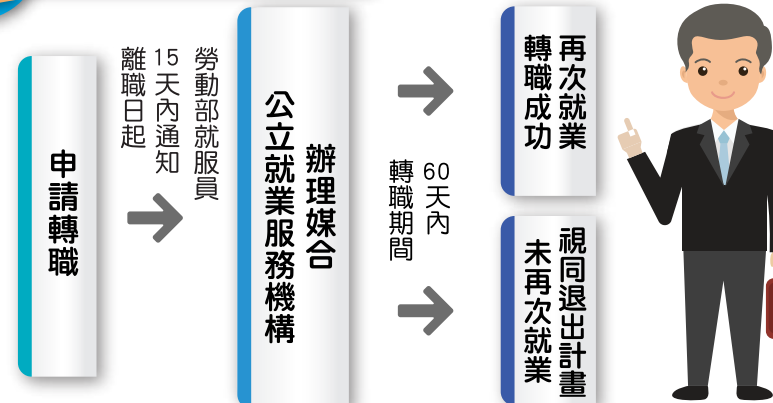 申請轉職
離職日起
15天內通知
勞動部就服員
公立就業服務機構
辦理媒合
轉職期間
60天內
轉職成功
再次就業
未再次就業
視同退出計畫